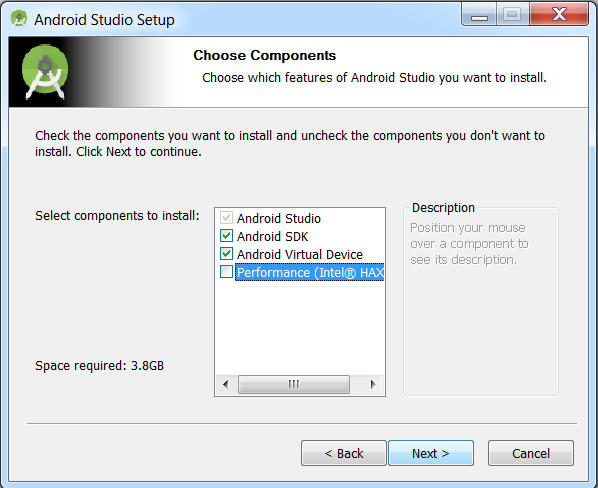 Android Studio Setup
Choose Components
Choose which features of Android Studio you want to install.
Check the components you want to install and uncheck the components you don't want to
install. Click Next to continue.
Select components to install:
Android Studio
Android SDK
Android Virtual Device
Performance (Intel® HAX
Description
Position your mouse
over a component to
see its description.
Space required: 3.8GB
< Back
Next >
Cancel